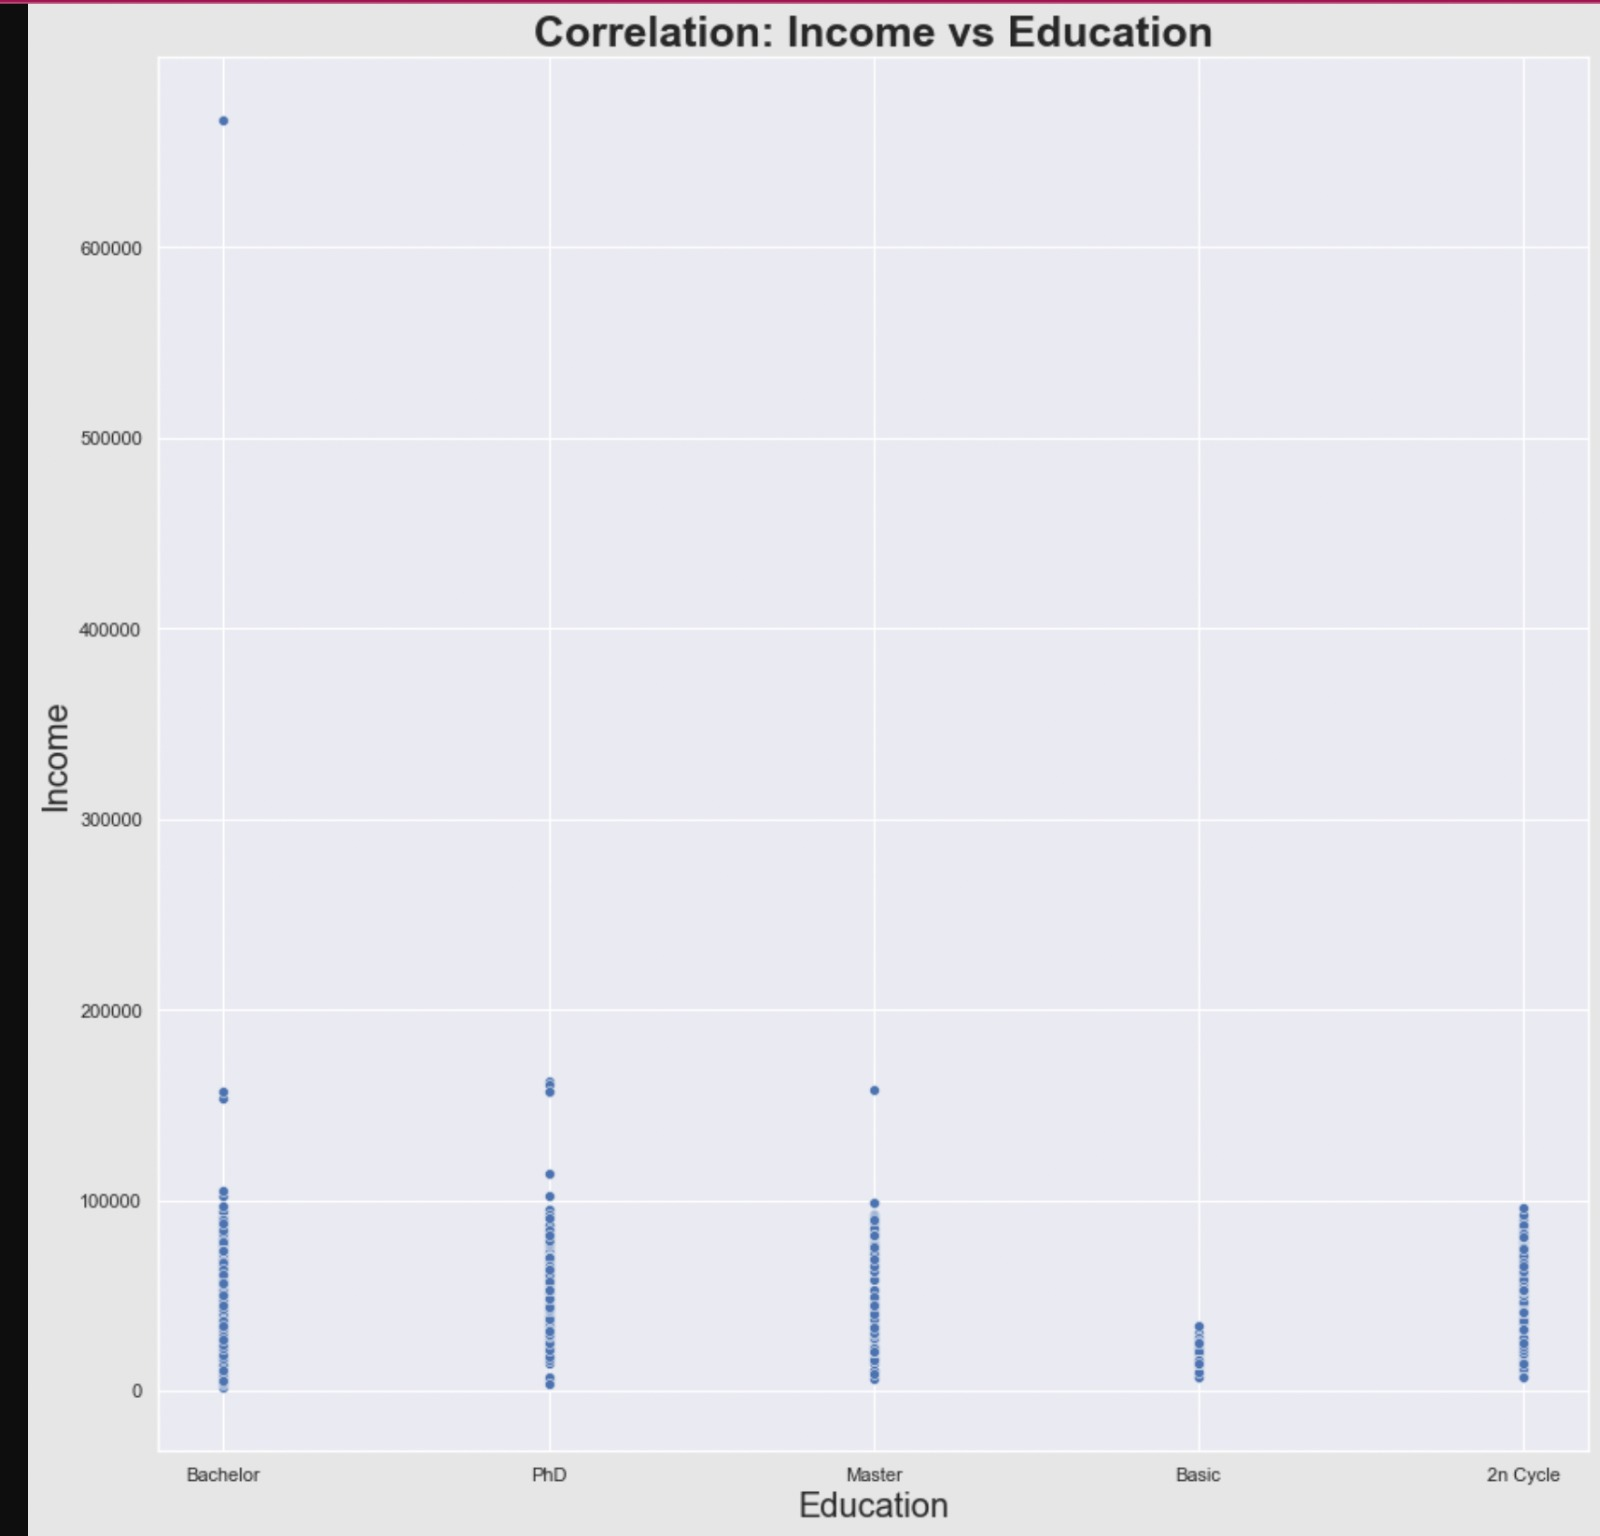 Correlation: Income vs Education
600000
500000
400000
300000
200000
100000
0
Income
Bachelor PhD Master Basic 2n Cycle
Education